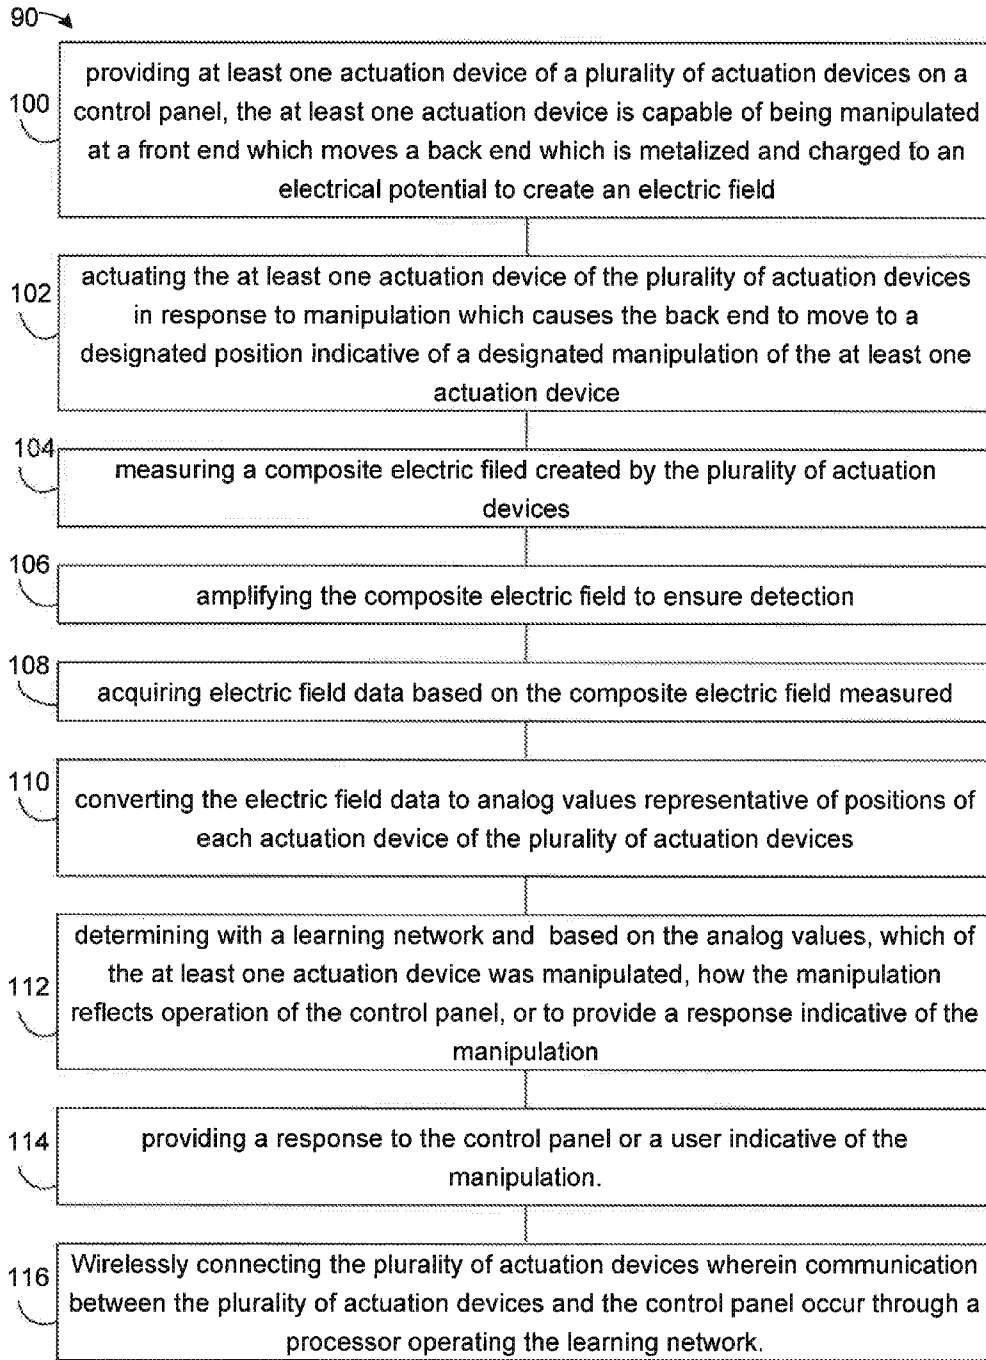 90
100
providing at least one actuation device of a plurality of actuation devices on a
control panel, the at least one actuation device is capable of being manipulated
at a front end which moves a back end which is metalized and charged to an
electrical potential to create an electric field
102
actuating the at least one actuation device of the plurality of actuation devices
in response to manipulation which causes the back end to move to a
designated position indicative of a designated manipulation of the at least one
actuation device
104
measuring a composite electric filed created by the plurality of actuation
devices
106
amplifying the composite electric field to ensure detection
108
acquiring electric field data based on the composite electric field measured
110
converting the electric field data to analog values representative of positions of
each actuation device of the plurality of actuation devices
112
determining with a learning network and based on the analog values, which of
the at least one actuation device was manipulated, how the manipulation
reflects operation of the control panel, or to provide a response indicative of the
manipulation
114
providing a response to the control panel or a user indicative of the
manipulation.
116
Wirelessly connecting the plurality of actuation devices wherein communication
between the plurality of actuation devices and the control panel occur through a
processor operating the learning network.